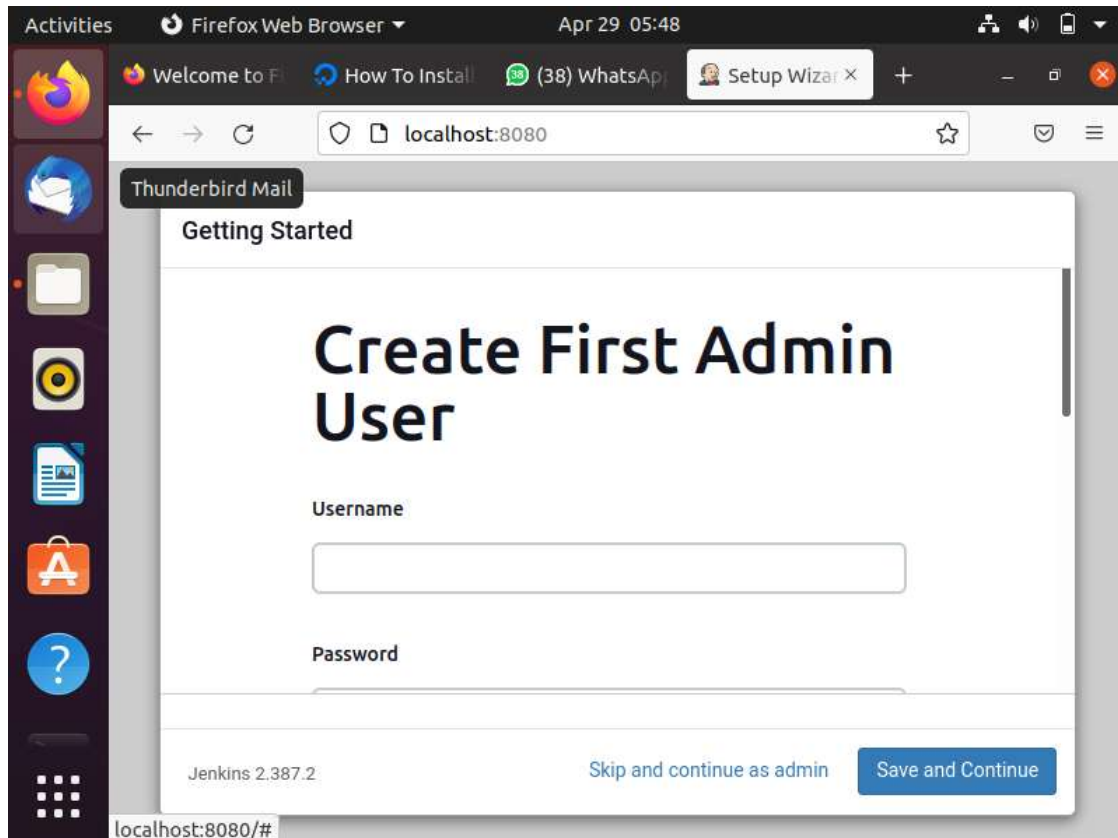 Activities
Firefox Web Browser
Apr 29 05:48
Welcome to F
How To Instal
38
(38) WhatsAp
Setup Wizar
localhost:8080
Thunderbird Mail
Getting Started
Create First Admin
User
Username
Password
Jenkins 2.387.2
Skip and continue as admin
Save and Continue
localhost:8080/#